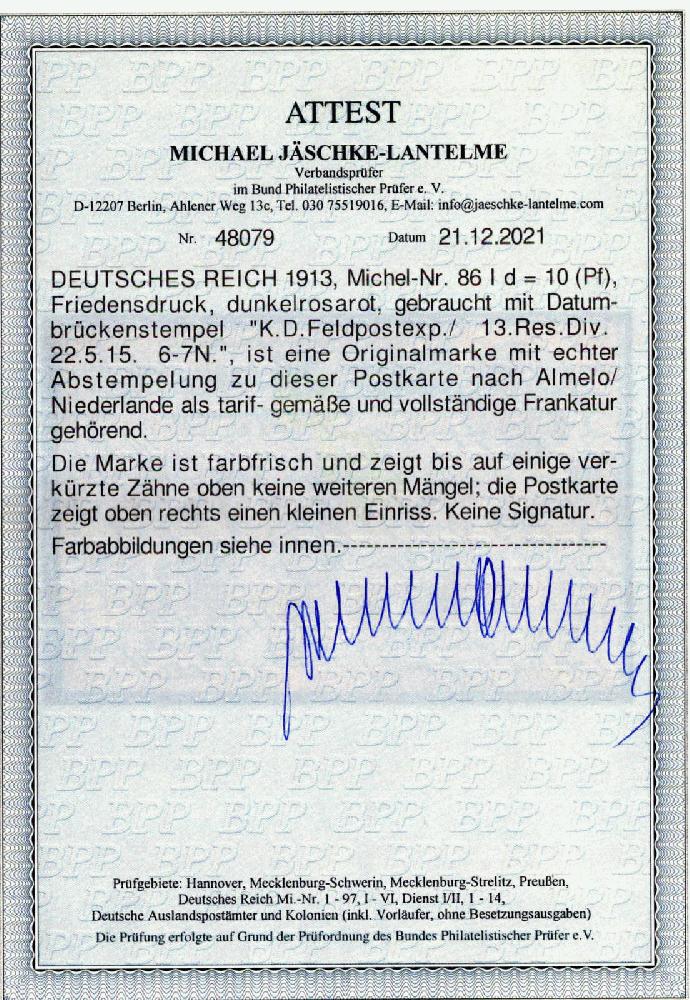 ATTEST
MICHAEL JÄSCHKE-LANTELME
Verbandsprüfer
im Bund Philatelistischer Prüfer e. V.
D-12207 Berlin, Ahlener Weg 13c, Tel. 030 75519016, E-Mail: info@jaeschke-lantelme.com
Nr. 48079 Datum 21.12.2021
DEUTSCHES REICH 1913, Michel-Nr. 86 I d = 10 (Pf),
Friedensdruck, dunkelrosarot, gebraucht mit Datum-
brückenstempel "K.D.Feldpostexp./ 13.Res.Div.
22.5.15. 6-7N.", ist eine Originalmarke mit echter
Abstempelung zu dieser Postkarte nach Almelo/
Niederlande als tarif- gemäße und vollständige Frankatur
gehörend.
Die Marke ist farbfrisch und zeigt bis auf einige ver-
kürzte Zähne oben keine weiteren Mängel; die Postkarte
zeigt oben rechts einen kleinen Einriss. Keine Signatur.
Farbabbildungen siehe innen.-----------------------------
Prüfgebiete: Hannover, Mecklenburg-Schwerin, Mecklenburg-Strelitz, Preußen,
Deutsches Reich Mi.-Nr. 1 - 97, I - VI, Dienst I/II, 1 - 14,
Deutsche Auslandspostämter und Kolonien (inkl. Vorläufer, ohne Besetzungsausgaben)
Die Prüfung erfolgte auf Grund der Prüfordnung des Bundes Philatelistischer Prüfer e.V.